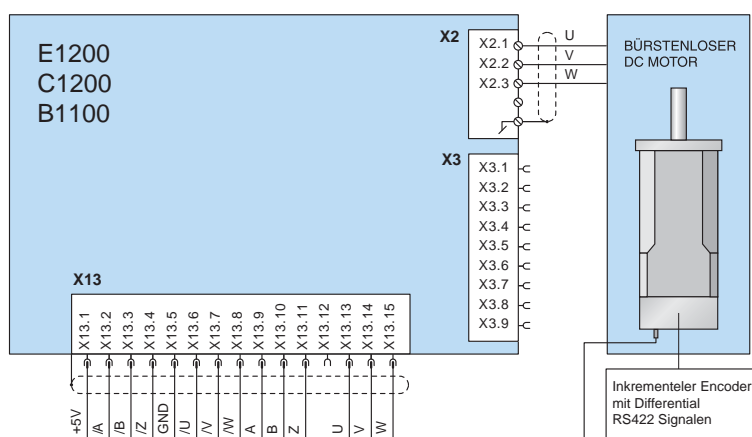 E1200
C1200
B1100
X2
X2.1
X2.2
X2.3
U
V
W
BÜRSTENLOSER
DC MOTOR
X3
X3.1
X3.2
X3.3
X3.4
X3.5
X3.6
X3.7
X3.8
X3.9
X13
X13.1
X13.2
X13.3
X13.4
X13.5
X13.6
X13.7
X13.8
X13.9
X13.10
X13.11
X13.12
X13.13
X13.14
X13.15
+5V
/A
/B
/Z
GND
/U
/V
/W
A
B
Z
U
V
W
Inkrementeler Encoder
mit Differential
RS422 Signalen